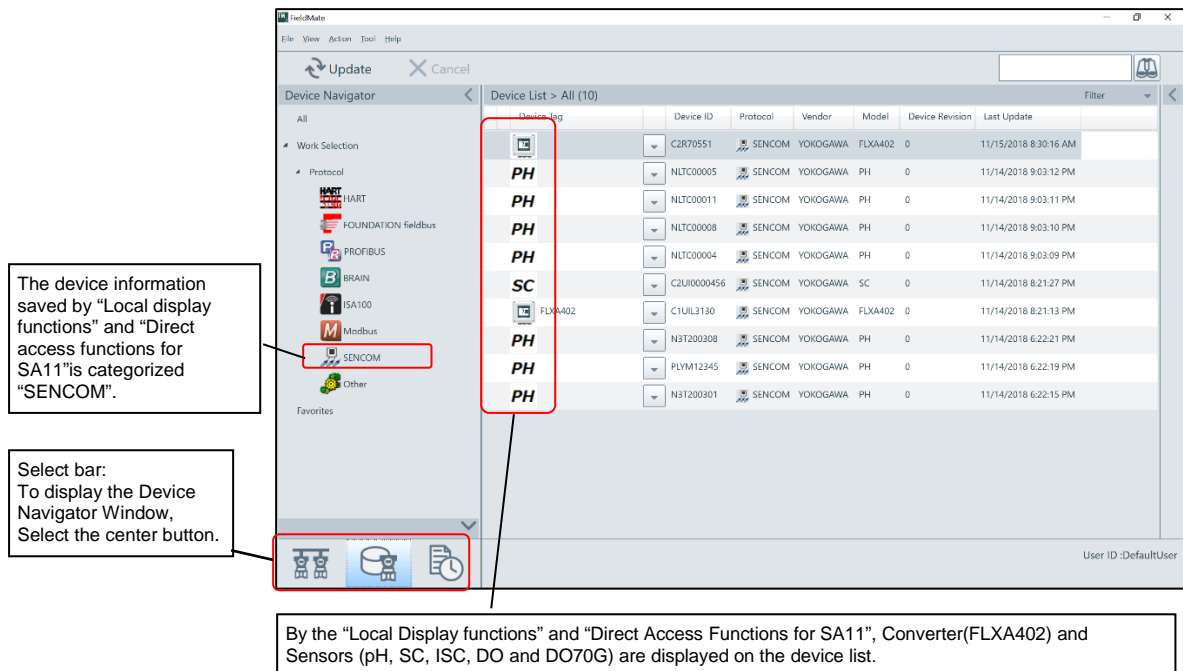 FieldMate
File View Action Tool Help
Update Cancel
Device Navigator
Device List > All (10)
Filter
All
Work Selection
Protocol
HART HART
FOUNDATION fieldbus
PROFIBUS
B BRAIN
ISA100
M Modbus
SENCOM
Other
Favorites
Device Tag Device ID Protocol Vendor Model Device Revision Last Update
C2R70551 SENCOM YOKOGAWA FLXA402 0 11/15/2018 8:30:16 AM
PH NLTC00005 SENCOM YOKOGAWA PH 0 11/14/2018 9:03:12 PM
PH NLTC00011 SENCOM YOKOGAWA PH 0 11/14/2018 9:03:11 PM
PH NLTC00008 SENCOM YOKOGAWA PH 0 11/14/2018 9:03:10 PM
PH NLTC00004 SENCOM YOKOGAWA PH 0 11/14/2018 9:03:09 PM
SC C2UI0000456 SENCOM YOKOGAWA SC 0 11/14/2018 8:21:27 PM
FLXA402 C1UIL3130 SENCOM YOKOGAWA FLXA402 0 11/14/2018 8:21:13 PM
PH N3T200308 SENCOM YOKOGAWA PH 0 11/14/2018 6:22:21 PM
PH PLYM12345 SENCOM YOKOGAWA PH 0 11/14/2018 6:22:19 PM
PH N3T200301 SENCOM YOKOGAWA PH 0 11/14/2018 6:22:15 PM
User ID :DefaultUser
The device information
saved by “Local display
functions” and “Direct
access functions for
SA11”is categorized
“SENCOM”.
Select bar:
To display the Device
Navigator Window,
Select the center button.
By the “Local Display functions” and “Direct Access Functions for SA11”, Converter(FLXA402) and
Sensors (pH, SC, ISC, DO and DO70G) are displayed on the device list.